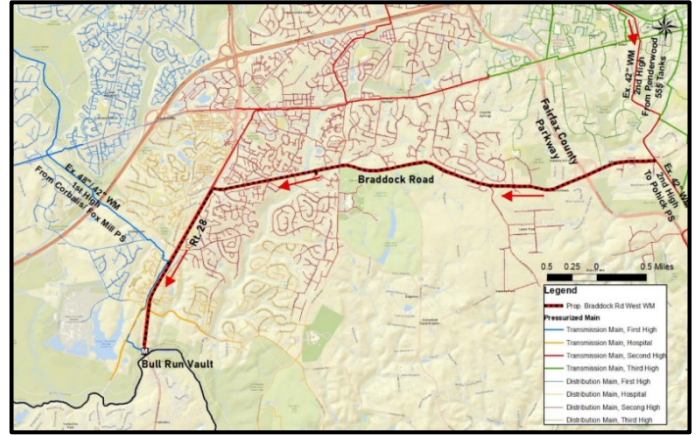 Ex. 42" WM
2nd High
From Penderwood
555 Tanks
Fairfax County
Parkway
Ex. 42" WM
2nd High
To Pohick PS
Braddock Road
Ex. 48"/42" WM
1st High
From Corbalis/ Fox Mill PS
Rt. 28
Bull Run Vault
0.5 0.25 0 0.5 Miles
Legend
Prop. Braddock Rd West WM
Pressurized Main
Transmission Main, First High
Transmission Main, Hospital
Transmission Main, Second High
Transmission Main, Third High
Distribution Main, First High
Distribution Main, Hospital
Distribution Main, Second High
Distribution Main, Third High